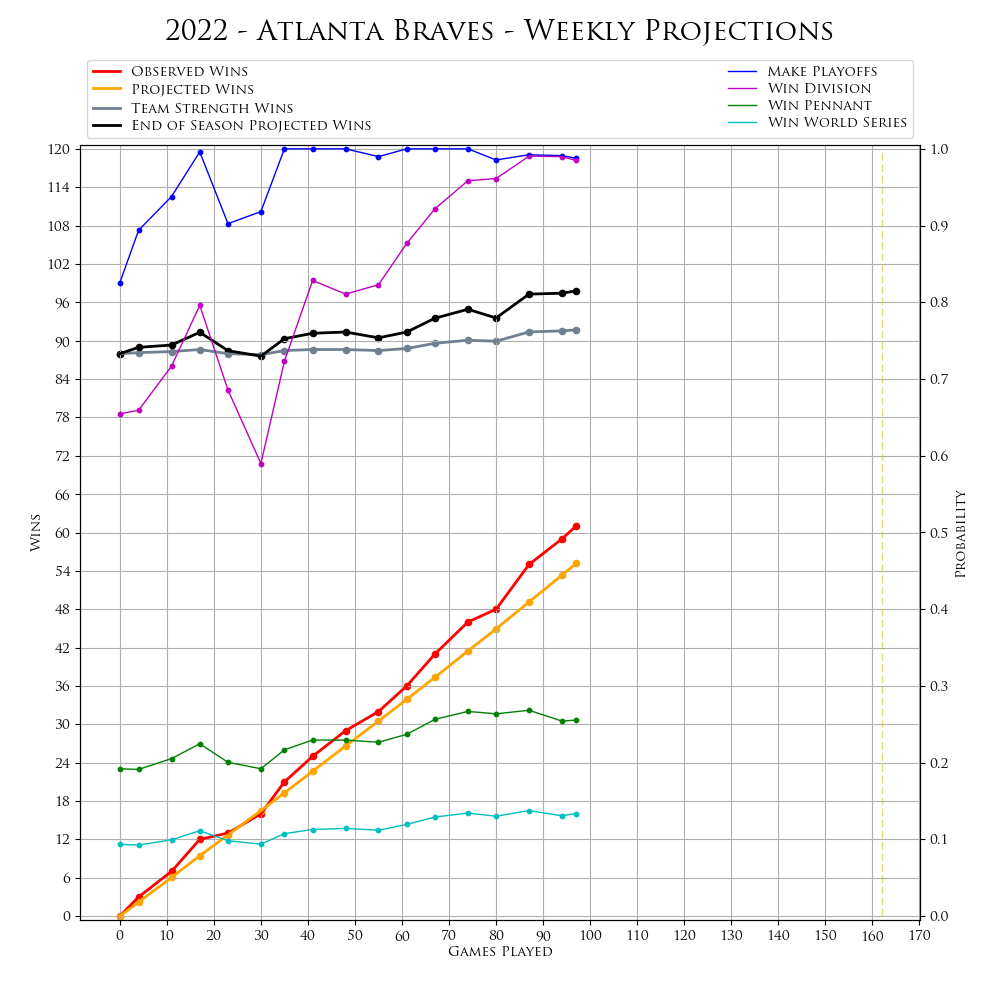 2022 - Atlanta Braves - Weekly Projections
Observed Wins
Projected Wins
Team Strength Wins
End of Season Projected Wins
Make Playoffs
Win Division
Win Pennant
Win World Series
120
114
108
102
96
90
84
78
72
66
60
54
48
42
36
30
24
18
12
6
0
Wins
1.0
0.9
0.8
0.7
0.6
0.5
0.4
0.3
0.2
0.1
0.0
Probability
0 10 20 30 40 50 60 70 80 90 100 110 120 130 140 150 160 170
Games Played